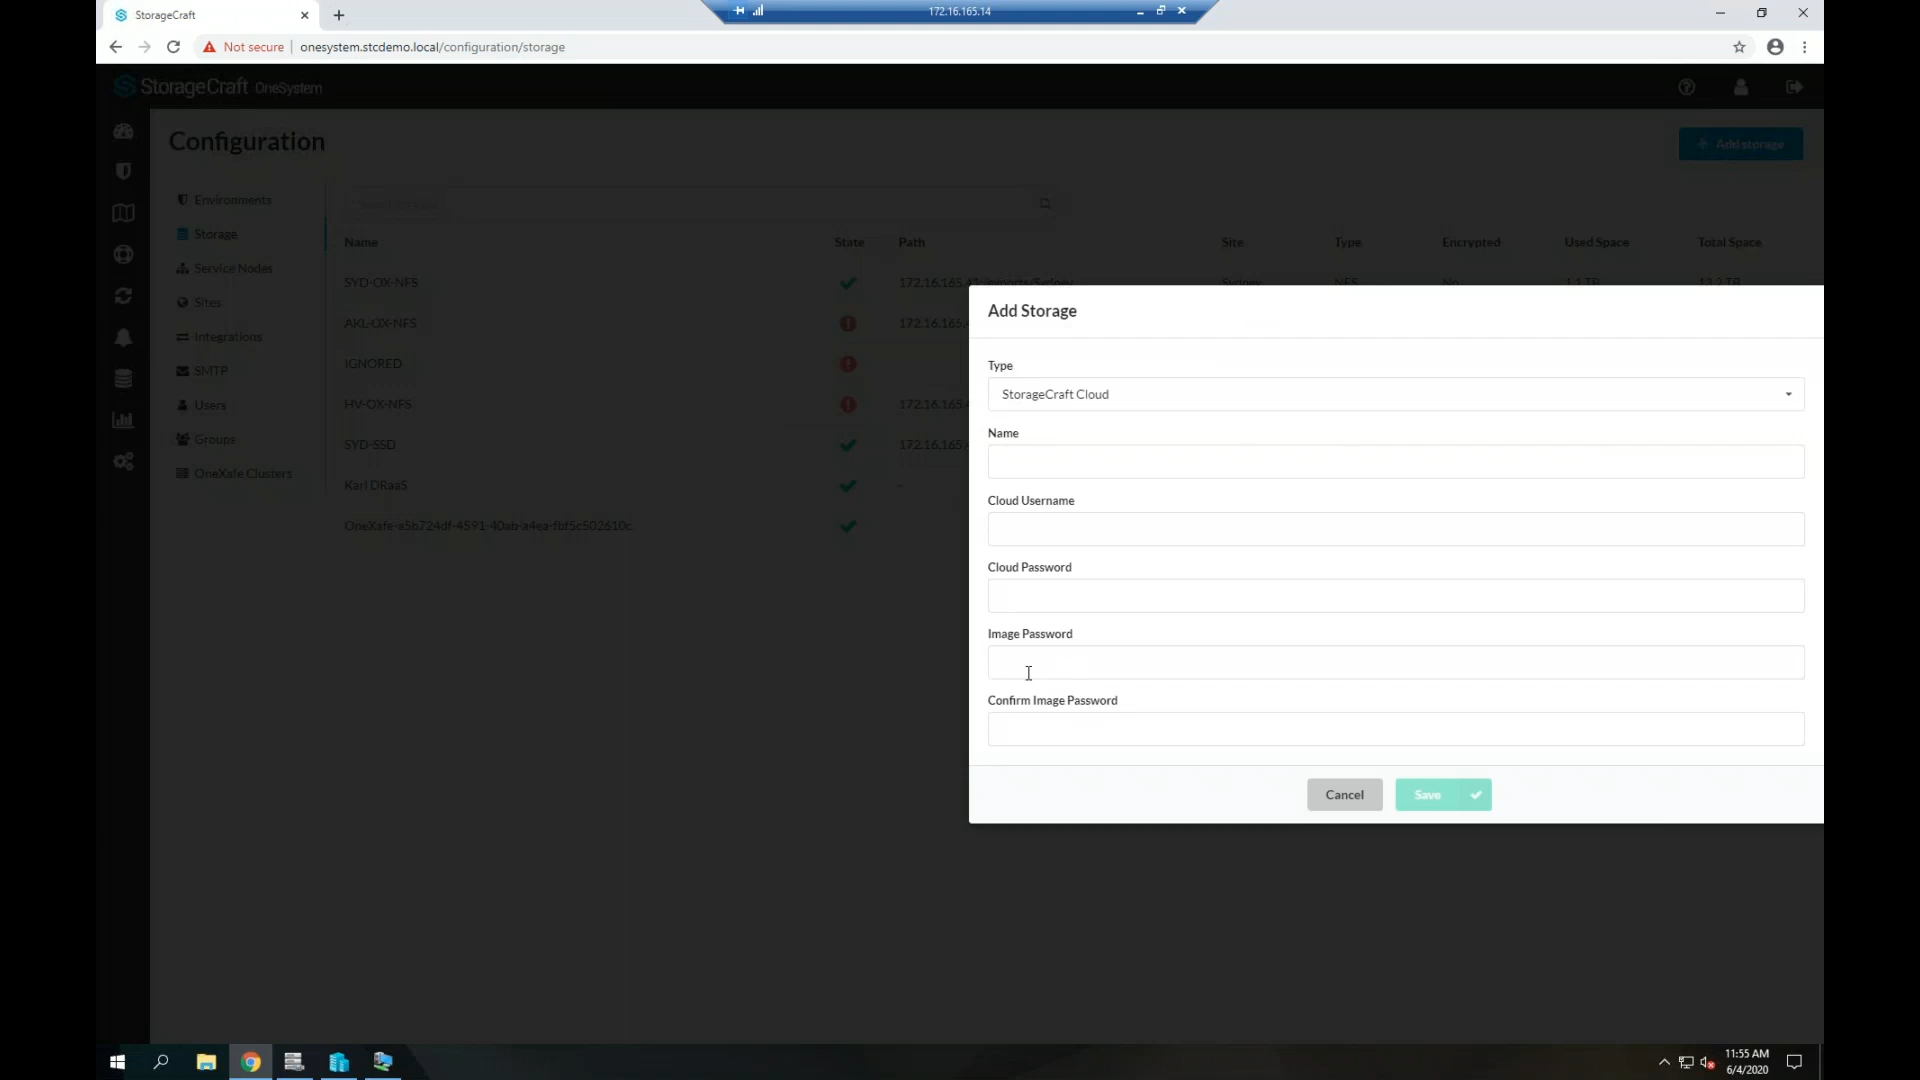 StorageCraft
172.16.165.14
Not secure
onesystem.stcdemo.local/configuration/storage
StorageCraft OneSystem
Configuration
Add storage
Environments
Storage
Service Nodes
Sites
Integrations
SMTP
Users
Groups
OneXafe Clusters
Name State Path Site Type Encrypted Used Space Total Space
SYD-OX-NFS
AKL-OX-NFS
IGNORED
HV-OX-NFS
SYD-SSD
Karl DRaaS -
Add Storage
Type
StorageCraft Cloud
Name
Cloud Username
Cloud Password
Image Password
Confirm Image Password
Cancel
Save
11:55 AM
6/4/2020